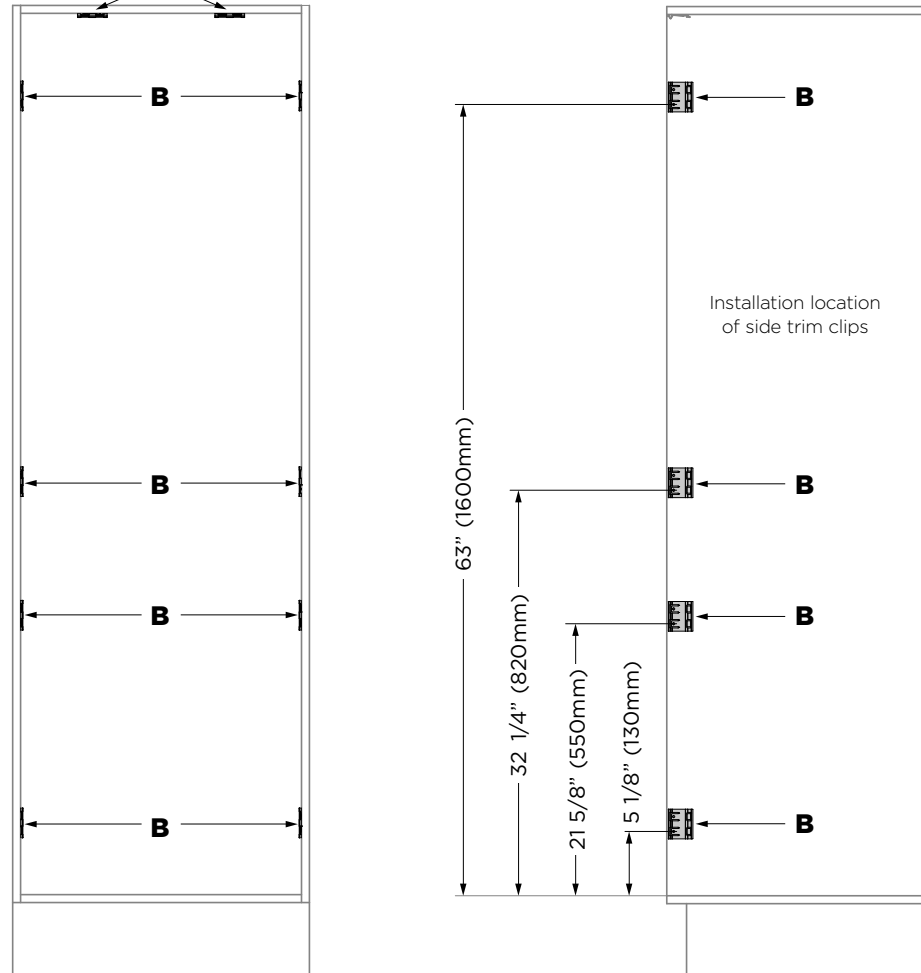 B
B
Installation location
of side trim clips
63” (1600mm)
B
B
32 1/4” (820mm)
21 5/8” (550mm)
5 1/8” (130mm)
B
B
B
B